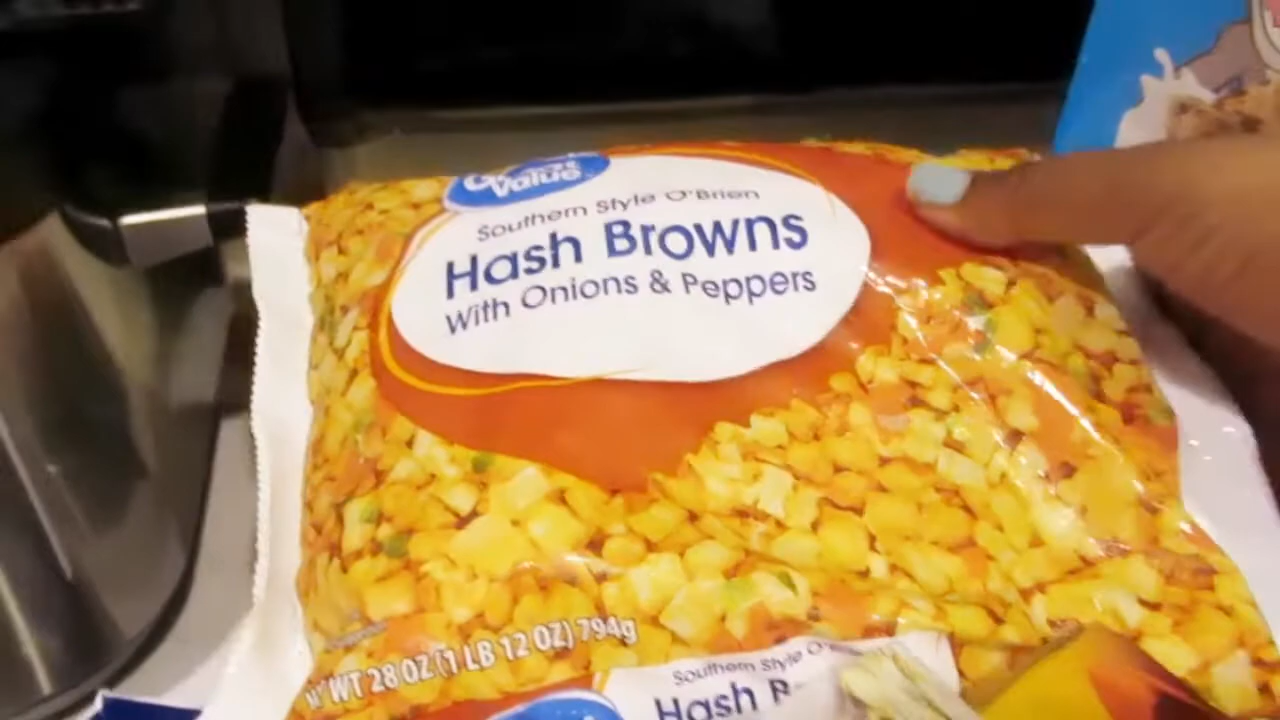 Great
Value
Southern Style O'Brien
Hash Browns
With Onions & Peppers
WT 28 OZ (1 LB 12 OZ) 794g
Southern Style
Hash